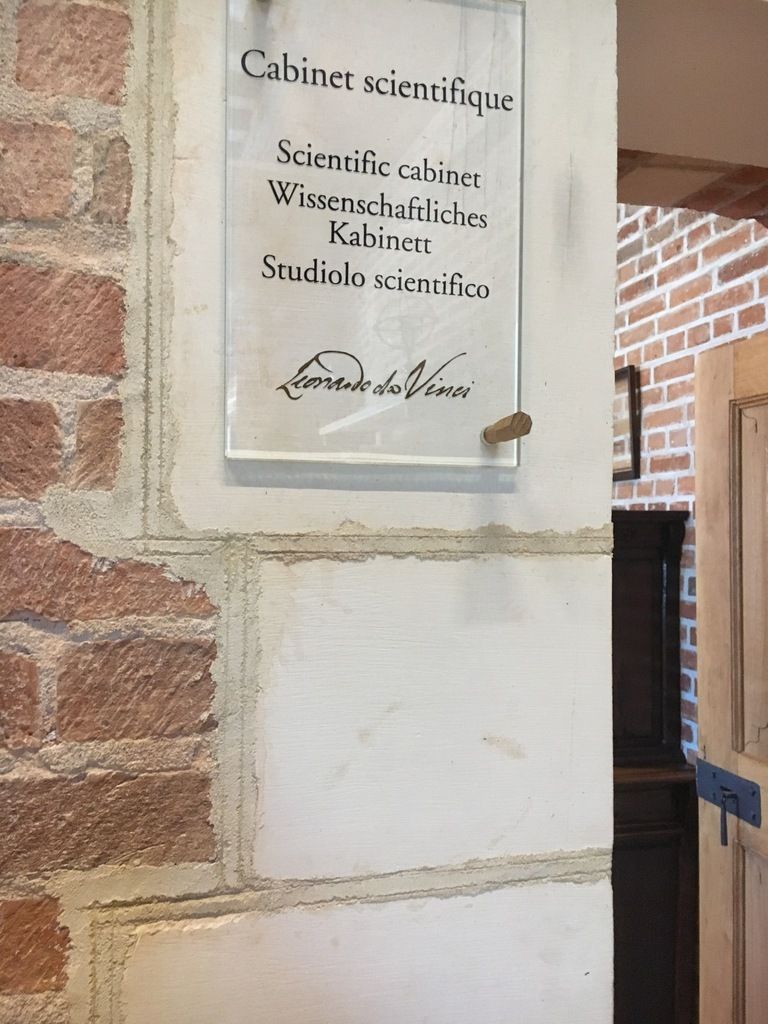 Cabinet scientifique
Scientific cabinet
Wissenschaftliches
Kabinett
Studiolo scientifico
Leonardo da Vinci